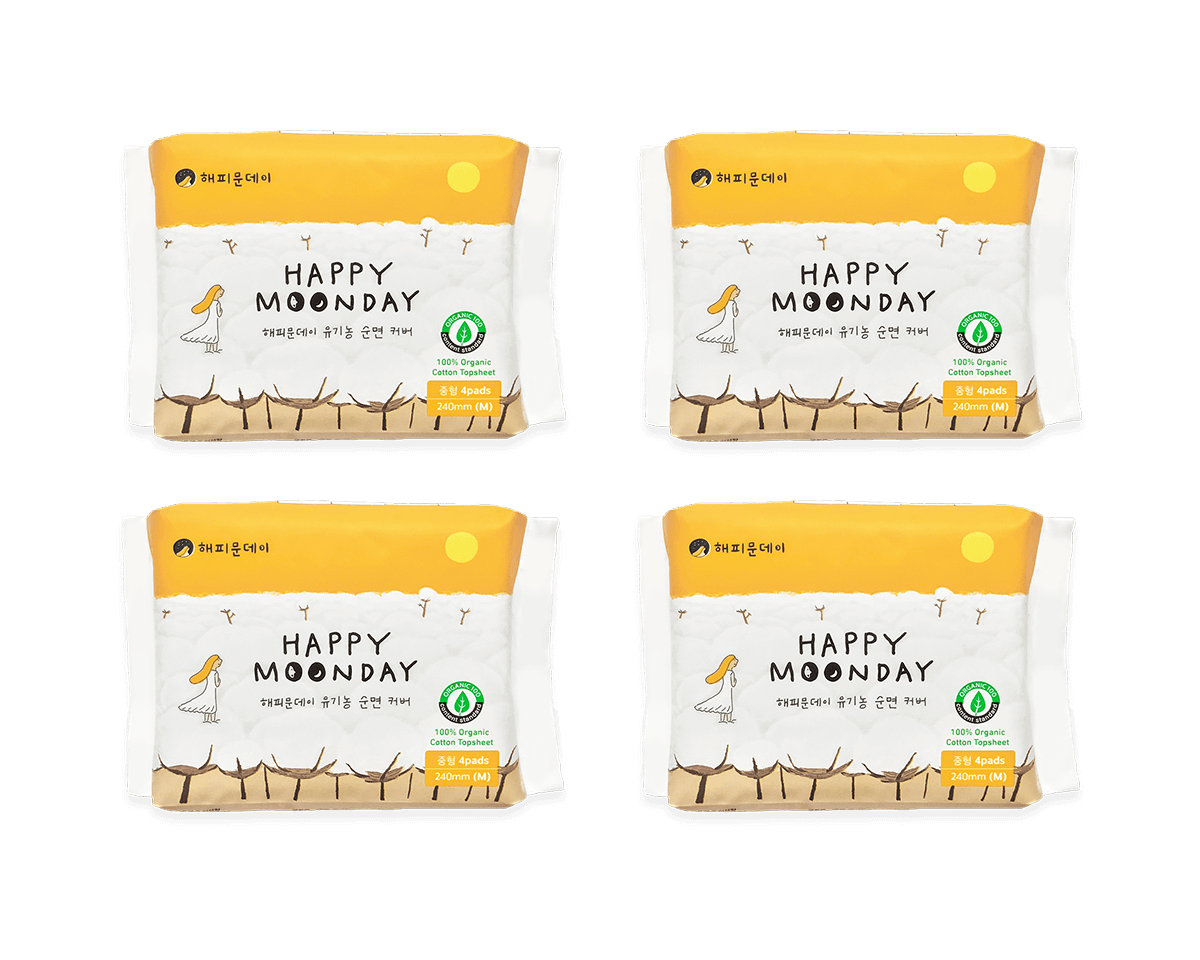 해피문데이
HAPPY
MOONDAY
해피문데이 유기농 순면 커버
ORGANIC 100
content standard
100% Organic
Cotton Topsheet
중형 4pads
240mm (M)
해피문데이
HAPPY
MOONDAY
해피문데이 유기농 순면 커버
ORGANIC 100
content standard
100% Organic
Cotton Topsheet
중형 4pads
240mm (M)
해피문데이
HAPPY
MOONDAY
해피문데이 유기농 순면 커버
ORGANIC 100
content standard
100% Organic
Cotton Topsheet
중형 4pads
240mm (M)
해피문데이
HAPPY
MOONDAY
해피문데이 유기농 순면 커버
ORGANIC 100
content standard
100% Organic
Cotton Topsheet
중형 4pads
240mm (M)